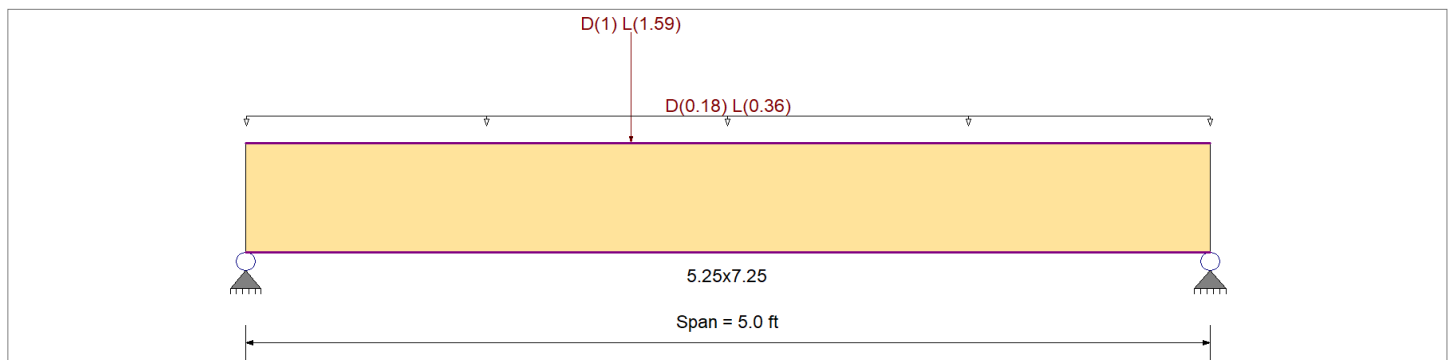 D(1) L(1.59)
D(0.18) L(0.36)
5.25x7.25
Span = 5.0 ft